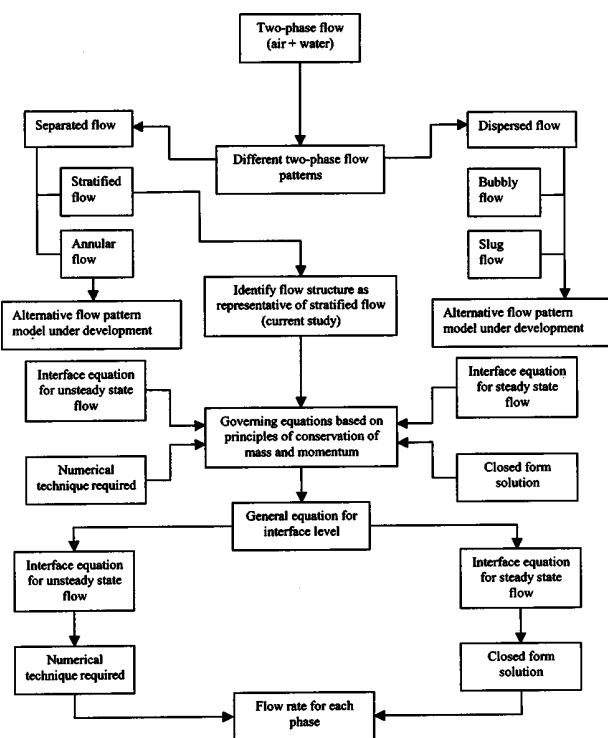 Two-phase flow
(air + water)
Separated flow
Dispersed flow
Different two-phase flow
patterns
Stratified
flow
Bubbly
flow
Annular
flow
Slug
flow
Identify flow structure as
representative of stratified flow
(current study)
Alternative flow pattern
model under development
Alternative flow pattern
model under development
Interface equation
for unsteady state
flow
Interface equation
for steady state
flow
Governing equations based on
principles of conservation of
mass and momentum
Numerical
technique required
Closed form
solution
General equation for
interface level
Interface equation
for unsteady state
flow
Interface equation
for steady state
flow
Numerical
technique required
Closed form
solution
Flow rate for each
phase